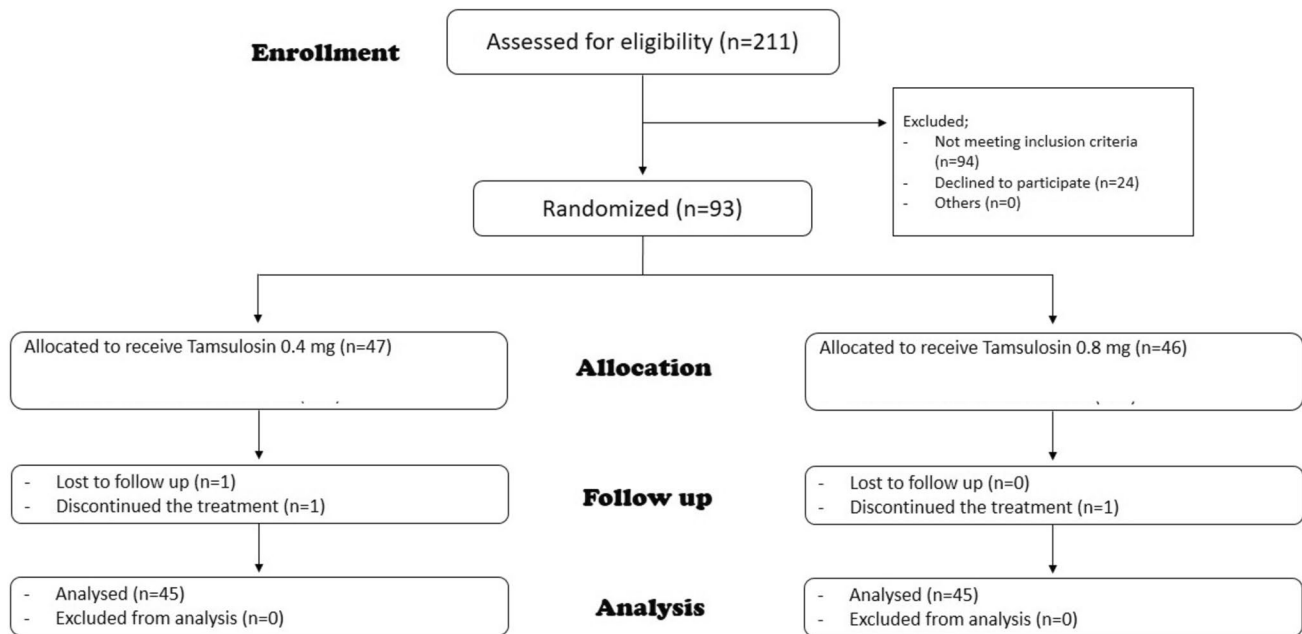 Enrollment
Assessed for eligibility (n=211)
Excluded;
- Not meeting inclusion criteria
(n=94)
- Declined to participate (n=24)
- Others (n=0)
Randomized (n=93)
Allocated to receive Tamsulosin 0.4 mg (n=47)
Allocation
Allocated to receive Tamsulosin 0.8 mg (n=46)
- Lost to follow up (n=1)
- Discontinued the treatment (n=1)
Follow up
- Lost to follow up (n=0)
- Discontinued the treatment (n=1)
- Analysed (n=45)
- Excluded from analysis (n=0)
Analysis
- Analysed (n=45)
- Excluded from analysis (n=0)